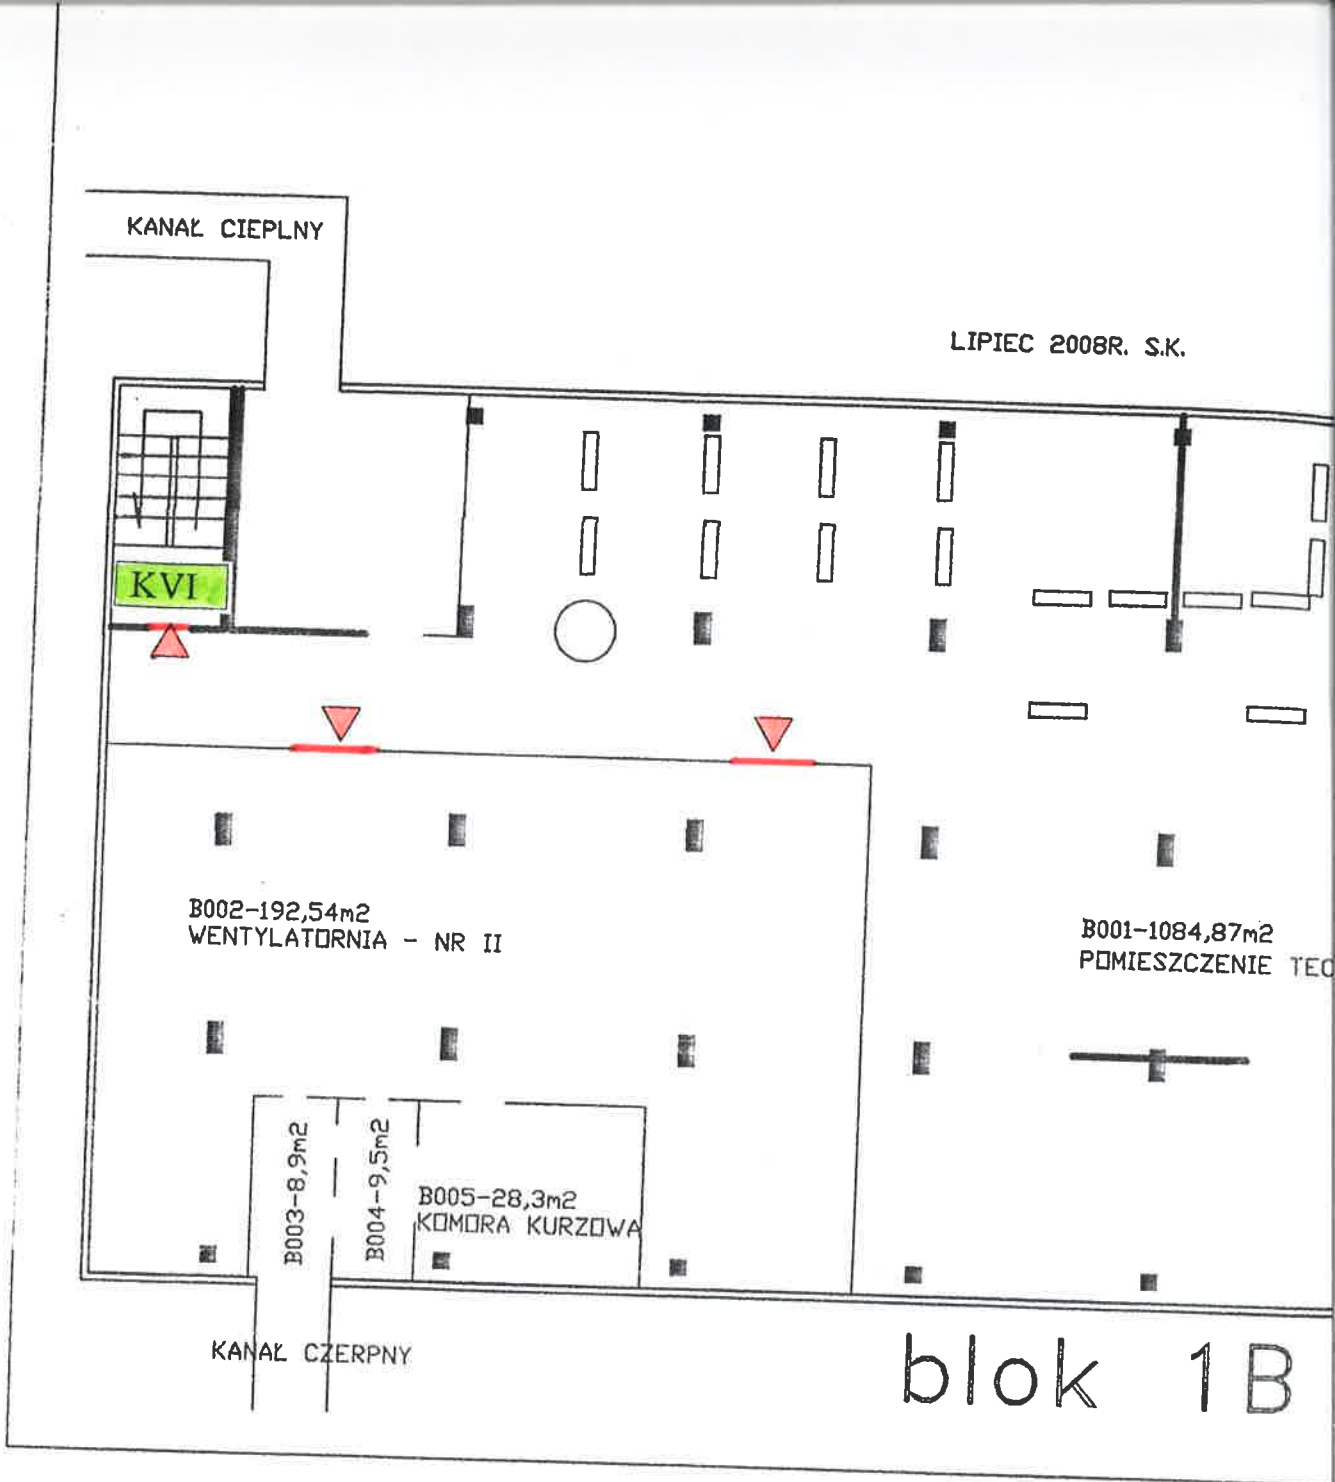 KANAŁ CIEPLNY
LIPIEC 2008R. S.K.
KVI
B002-192,54m2
WENTYLATORNIA - NR II
B001-1084,87m2
POMIESZCZENIE TEC
B003-8,9m2
B004-9,5m2
B005-28,3m2
KOMORA KURZOWA
KANAŁ CZERPNY
blok 1B